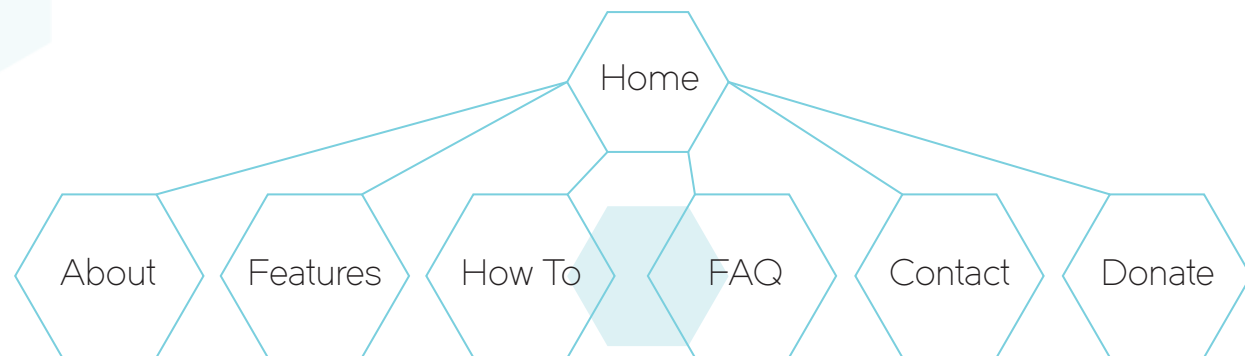 Home
About
Features
How To
FAQ
Contact
Donate